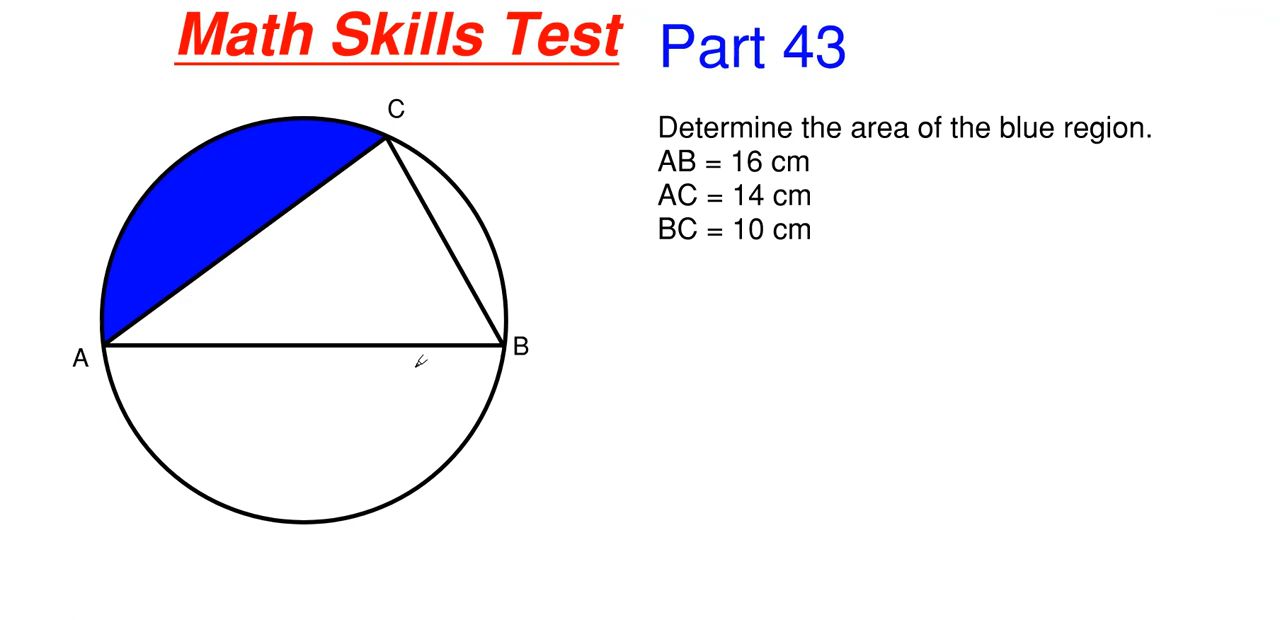 Math Skills Test Part 43
C
Determine the area of the blue region.
AB = 16 cm
AC = 14 cm
BC = 10 cm
A
B